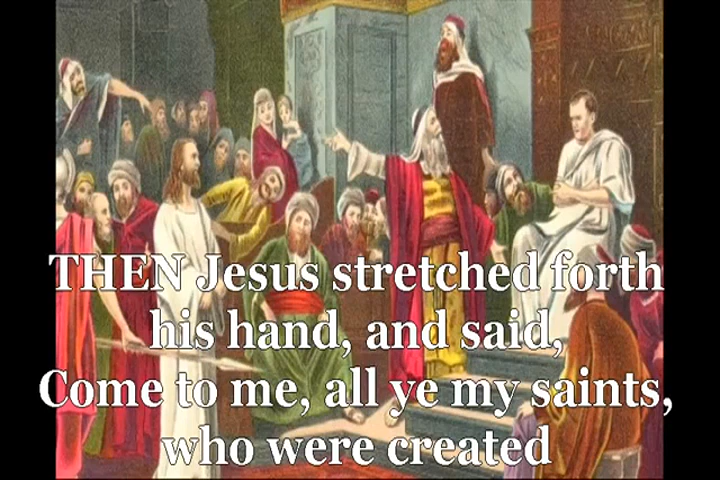 THEN Jesus stretched forth
his hand, and said,
Come to me, all ye my saints,
who were created